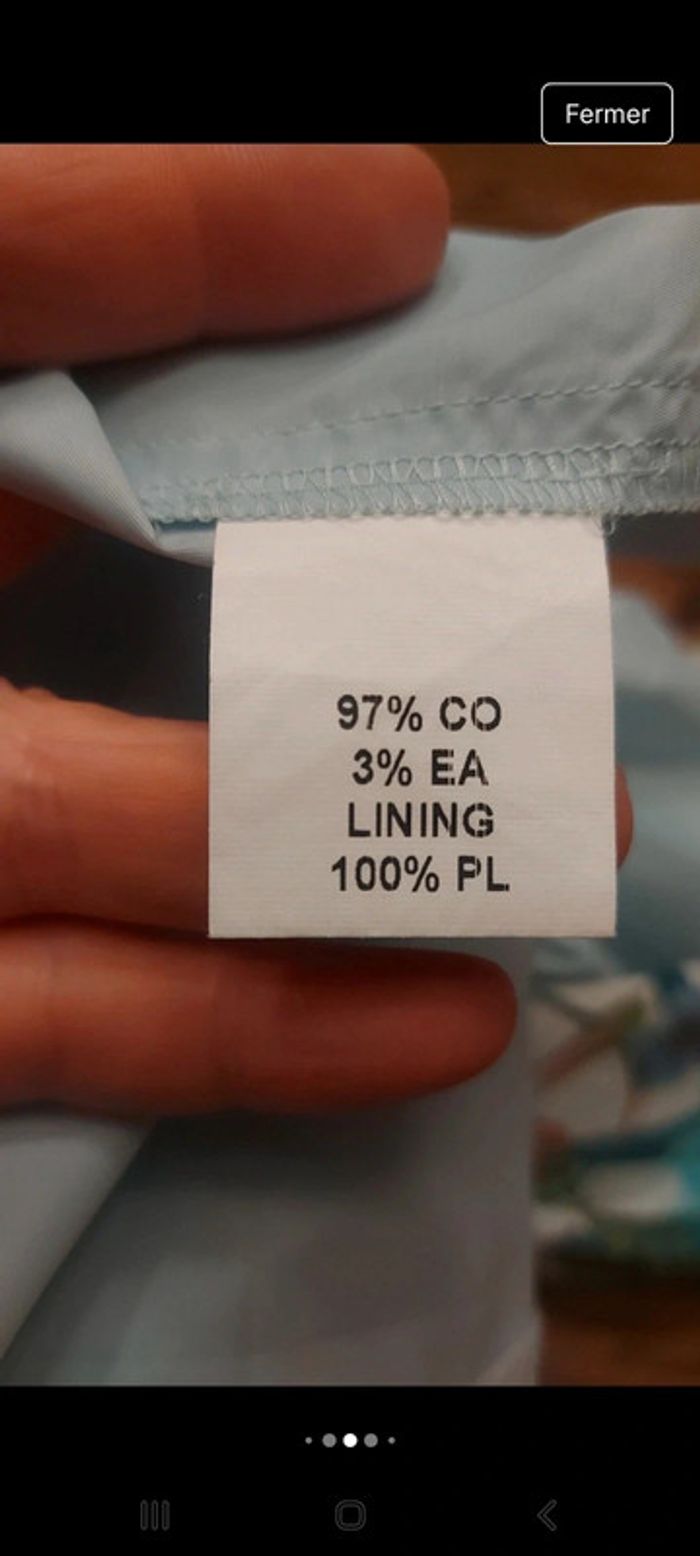 Fermer
97% CO
3% EA
LINING
100% PL